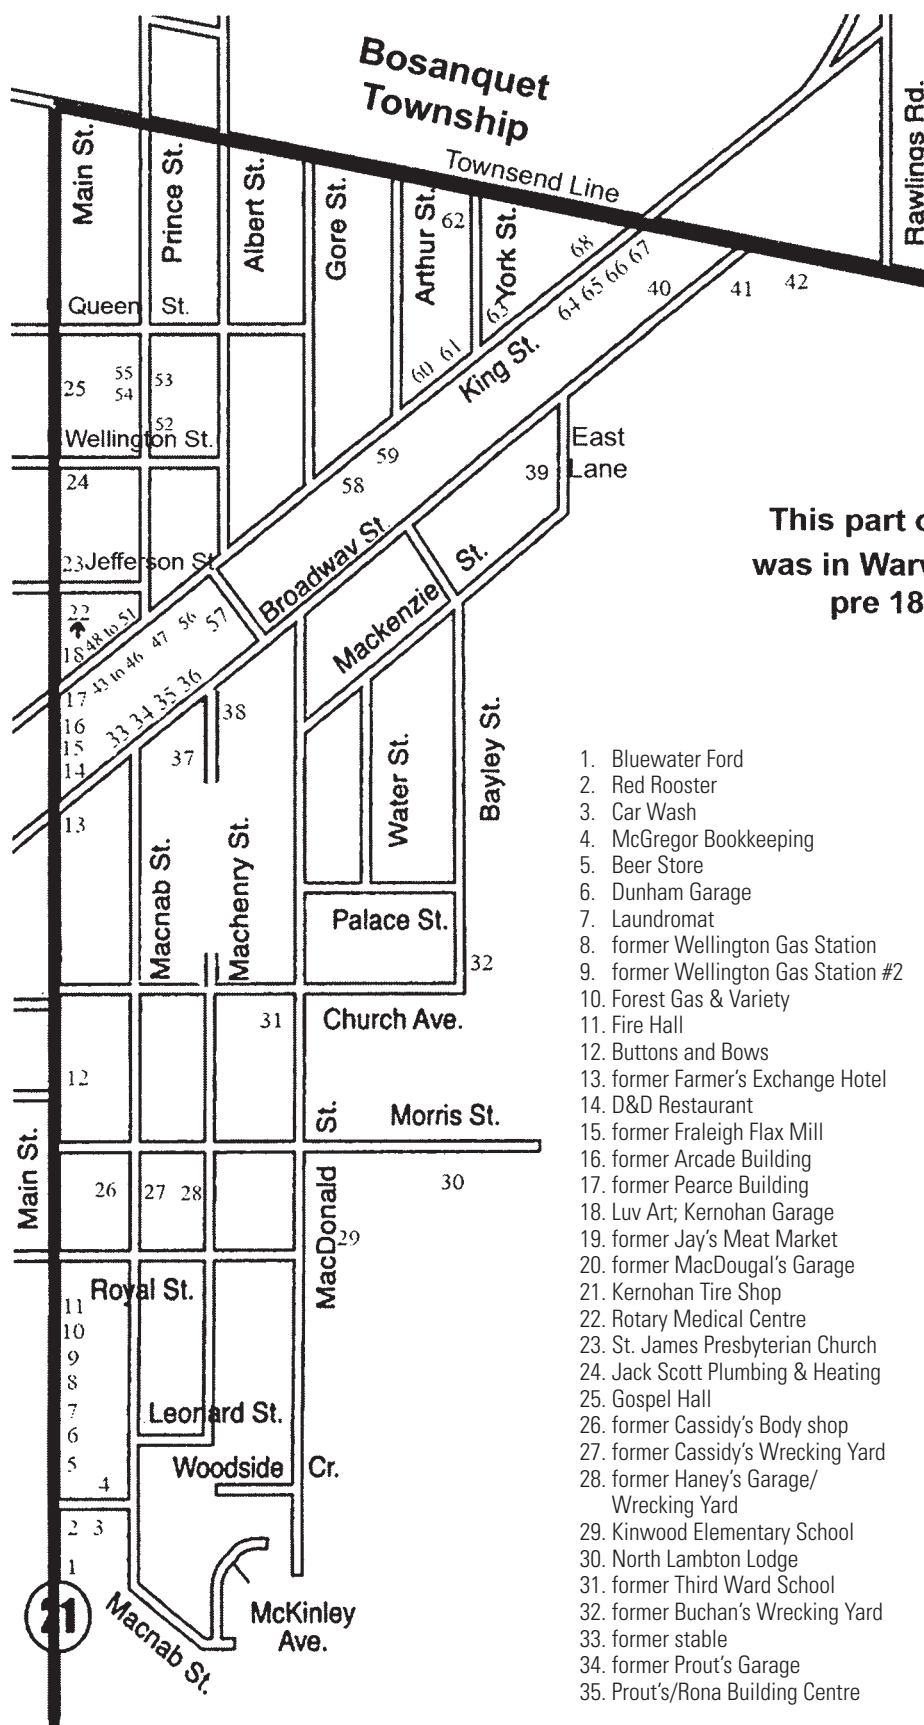 Bosanquet
Township
Townsend Line
Rawlings Rd.
Main St.
Prince St.
Albert St.
Gore St.
Arthur St.
62
York St.
68
63
64 65 66 67
40
41
42
Queen St.
60 61
King St.
25
55
54
53
52
Wellington St.
59
58
East
Lane
39
24
This part
was in
pre 18
23
Jefferson St.
Broadway St.
Mackenzie St.
22
18
48 to 51
47
56
57
17
43 to 46
16
15
14
33 34 35 36
38
37
13
Macnab St.
Machenry St.
Water St.
Bayley St.
Palace St.
32
31
Church Ave.
12
Main St.
Morris St.
26
27
28
30
29
MacDonald St.
Royal St.
11
10
9
8
7
6
5
4
Leonard St.
Woodside Cr.
2 3
1
21
Macnab St.
McKinley
Ave.
1. Bluewater Ford
2. Red Rooster
3. Car Wash
4. McGregor Bookkeeping
5. Beer Store
6. Dunham Garage
7. Laundromat
8. former Wellington Gas Station
9. former Wellington Gas Station #2
10. Forest Gas & Variety
11. Fire Hall
12. Buttons and Bows
13. former Farmer's Exchange Hotel
14. D&D Restaurant
15. former Fraleigh Flax Mill
16. former Arcade Building
17. former Pearce Building
18. Luv Art; Kernohan Garage
19. former Jay's Meat Market
20. former MacDougal's Garage
21. Kernohan Tire Shop
22. Rotary Medical Centre
23. St. James Presbyterian Church
24. Jack Scott Plumbing & Heating
25. Gospel Hall
26. former Cassidy's Body shop
27. former Cassidy's Wrecking Yard
28. former Haney's Garage/
Wrecking Yard
29. Kinwood Elementary School
30. North Lambton Lodge
31. former Third Ward School
32. former Buchan's Wrecking Yard
33. former stable
34. former Prout's Garage
35. Prout's/Rona Building Centre